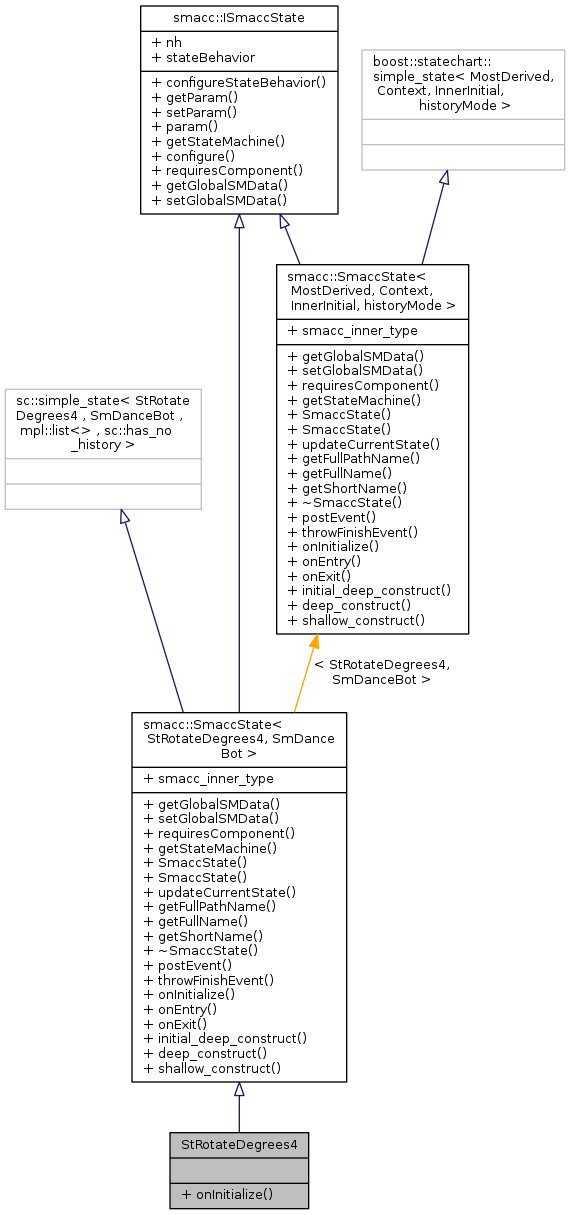 smacc::ISmaccState
+ nh
+ stateBehavior
+ configureStateBehavior()
+ getParam()
+ setParam()
+ param()
+ getStateMachine()
+ configure()
+ requiresComponent()
+ getGlobalSMData()
+ setGlobalSMData()
boost::statechart::
simple_state< MostDerived,
Context, InnerInitial,
historyMode >
smacc::SmaccState<
MostDerived, Context,
InnerInitial, historyMode >
+ smacc_inner_type
+ getGlobalSMData()
+ setGlobalSMData()
+ requiresComponent()
+ getStateMachine()
+ SmaccState()
+ SmaccState()
+ updateCurrentState()
+ getFullPathName()
+ getFullName()
+ getShortName()
+ ~SmaccState()
+ postEvent()
+ throwFinishEvent()
+ onInitialize()
+ onEntry()
+ onExit()
+ initial_deep_construct()
+ deep_construct()
+ shallow_construct()
sc::simple_state< StRotate
Degrees4 , SmDanceBot ,
mpl::list<> , sc::has_no
_history >
< StRotateDegrees4,
SmDanceBot >
smacc::SmaccState<
StRotateDegrees4, SmDance
Bot >
+ smacc_inner_type
+ getGlobalSMData()
+ setGlobalSMData()
+ requiresComponent()
+ getStateMachine()
+ SmaccState()
+ SmaccState()
+ updateCurrentState()
+ getFullPathName()
+ getFullName()
+ getShortName()
+ ~SmaccState()
+ postEvent()
+ throwFinishEvent()
+ onInitialize()
+ onEntry()
+ onExit()
+ initial_deep_construct()
+ deep_construct()
+ shallow_construct()
StRotateDegrees4
+ onInitialize()